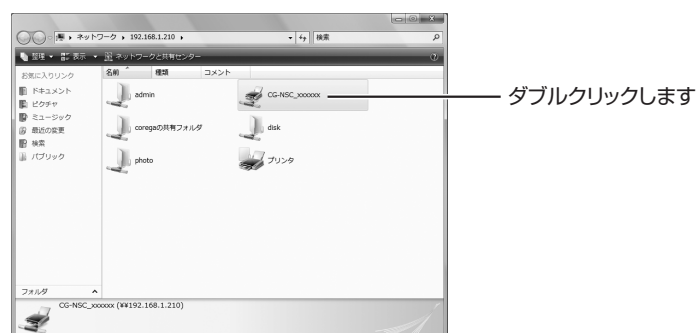 ネットワーク 192.168.1.210
検索
整理 表示 ネットワークと共有センター
お気に入りリンク
ドキュメント
ピクチャ
ミュージック
最近の変更
検索
パブリック
名前 種類 コメント
admin CG-NSC_xxxxxx
coregaの共有フォルダ disk
photo プリンタ
ダブルクリックします
フォルダ
CG-NSC_xxxxxx (¥¥192.168.1.210)